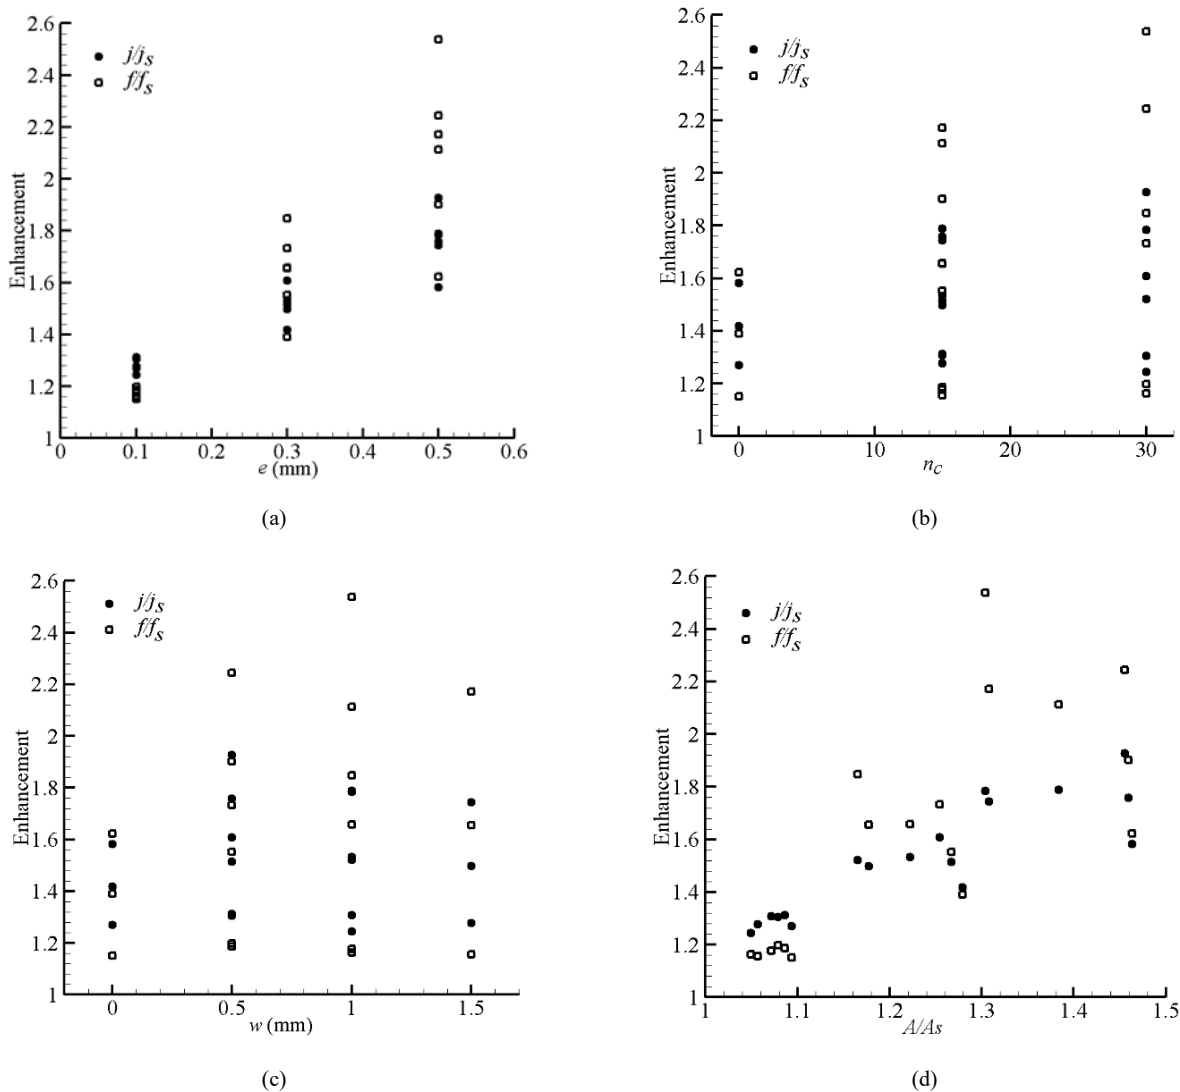 2.6
2.4
2.2
2
1.8
1.6
1.4
1.2
1
j/js
f/fs
Enhancement
0 0.1 0.2 0.3 0.4 0.5 0.6
e (mm)
(a)
2.6
2.4
2.2
2
1.8
1.6
1.4
1.2
1
j/js
f/fs
Enhancement
0 10 20 30
nc
(b)
2.6
2.4
2.2
2
1.8
1.6
1.4
1.2
1
j/js
f/fs
Enhancement
0 0.5 1 1.5
w (mm)
(c)
2.6
2.4
2.2
2
1.8
1.6
1.4
1.2
1
j/js
f/fs
Enhancement
1 1.1 1.2 1.3 1.4 1.5
A/As
(d)